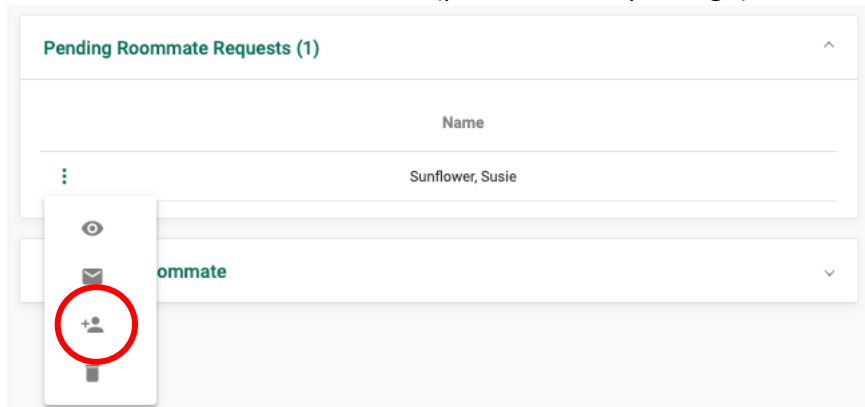 Pending Roommate Requests (1)
Name
Sunflower, Susie
ommate